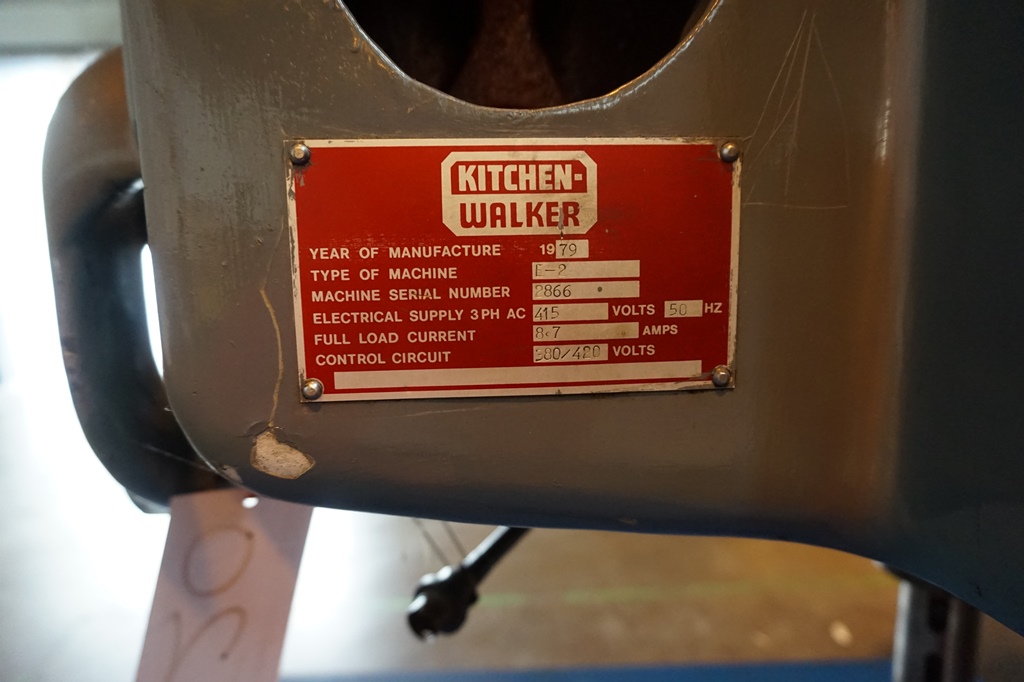 KITCHEN-
WALKER
YEAR OF MANUFACTURE 1979
TYPE OF MACHINE E-2
MACHINE SERIAL NUMBER 2866
ELECTRICAL SUPPLY 3PH AC 415 VOLTS 50 HZ
FULL LOAD CURRENT 8.7 AMPS
CONTROL CIRCUIT 380/420 VOLTS